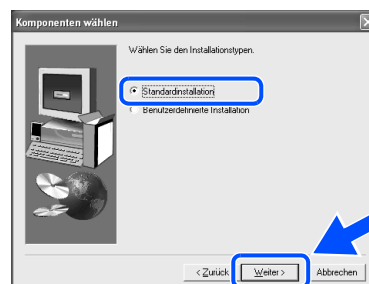 Komponenten wählen
Wählen Sie den Installationstypen.
Standardinstallation
Benutzerdefinierte Installation
< Zurück
Weiter >
Abbrechen